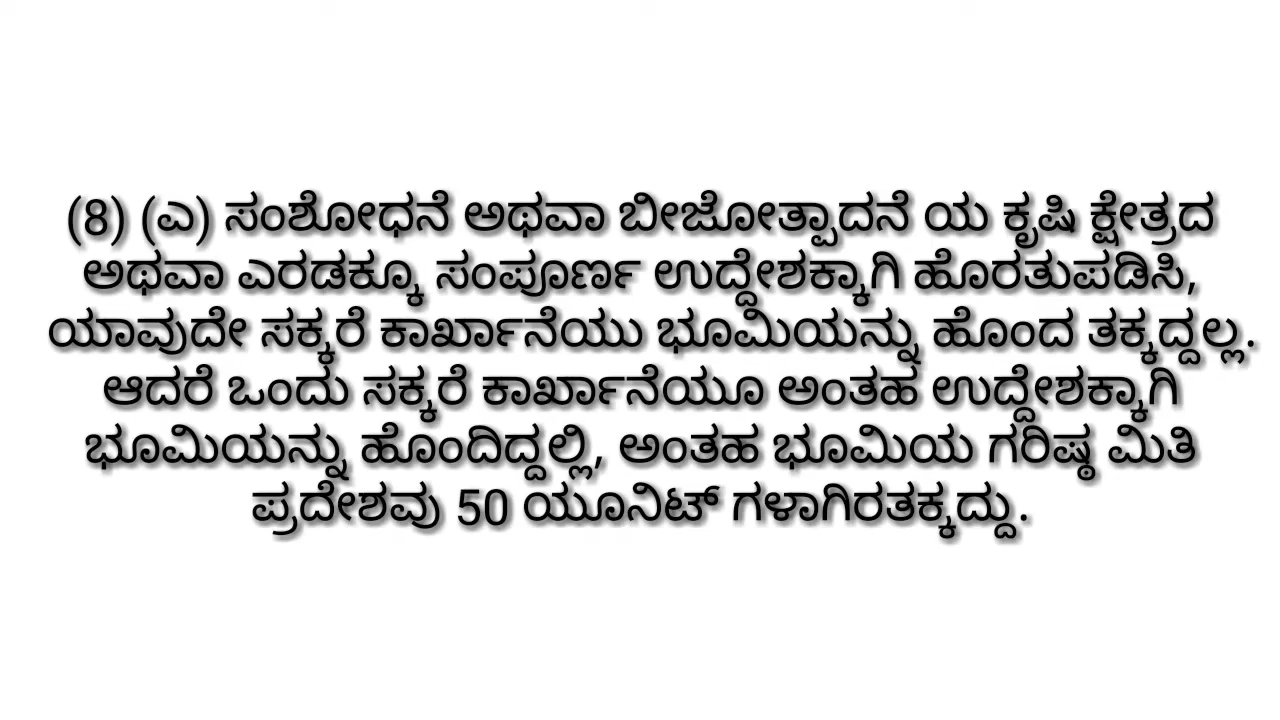 (8) (ಎ) ಸಂಶೋಧನೆ ಅಥವಾ ಬೀಜೋತ್ಪಾದನೆ ಯ ಕೃಷಿ ಕ್ಷೇತ್ರದ
ಅಥವಾ ಎರಡಕ್ಕೂ ಸಂಪೂರ್ಣ ಉದ್ದೇಶಕ್ಕಾಗಿ ಹೊರತುಪಡಿಸಿ,
ಯಾವುದೇ ಸಕ್ಕರೆ ಕಾರ್ಖಾನೆಯು ಭೂಮಿಯನ್ನು ಹೊಂದ ತಕ್ಕದ್ದಲ್ಲ.
ಆದರೆ ಒಂದು ಸಕ್ಕರೆ ಕಾರ್ಖಾನೆಯೂ ಅಂತಹ ಉದ್ದೇಶಕ್ಕಾಗಿ
ಭೂಮಿಯನ್ನು ಹೊಂದಿದ್ದಲ್ಲಿ, ಅಂತಹ ಭೂಮಿಯ ಗರಿಷ್ಠ ಮಿತಿ
ಪ್ರದೇಶವು 50 ಯೂನಿಟ್ ಗಳಾಗಿರತಕ್ಕದ್ದು.